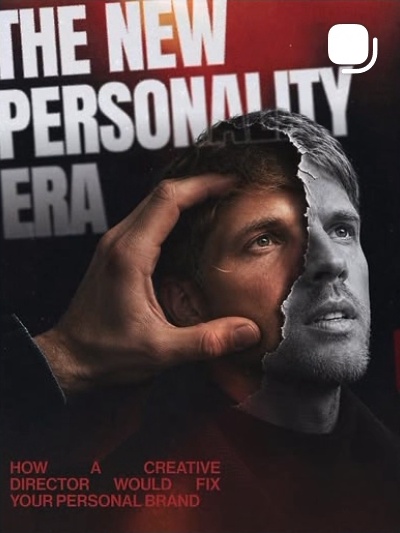 THE NEW
PERSONALITY
ERA
HOW A CREATIVE
DIRECTOR WOULD FIX
YOUR PERSONAL BRAND